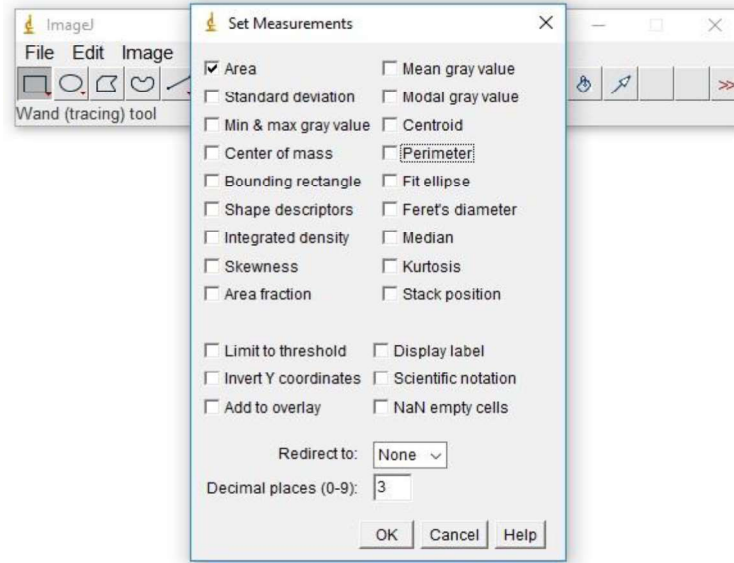 ImageJ
Set Measurements
File Edit Image
Area Mean gray value
Standard deviation Modal gray value
Wand (tracing) tool
Min & max gray value Centroid
Center of mass Perimeter
Bounding rectangle Fit ellipse
Shape descriptors Feret's diameter
Integrated density Median
Skewness Kurtosis
Area fraction Stack position
Limit to threshold Display label
Invert Y coordinates Scientific notation
Add to overlay NaN empty cells
Redirect to: None
Decimal places (0-9): 3
OK Cancel Help